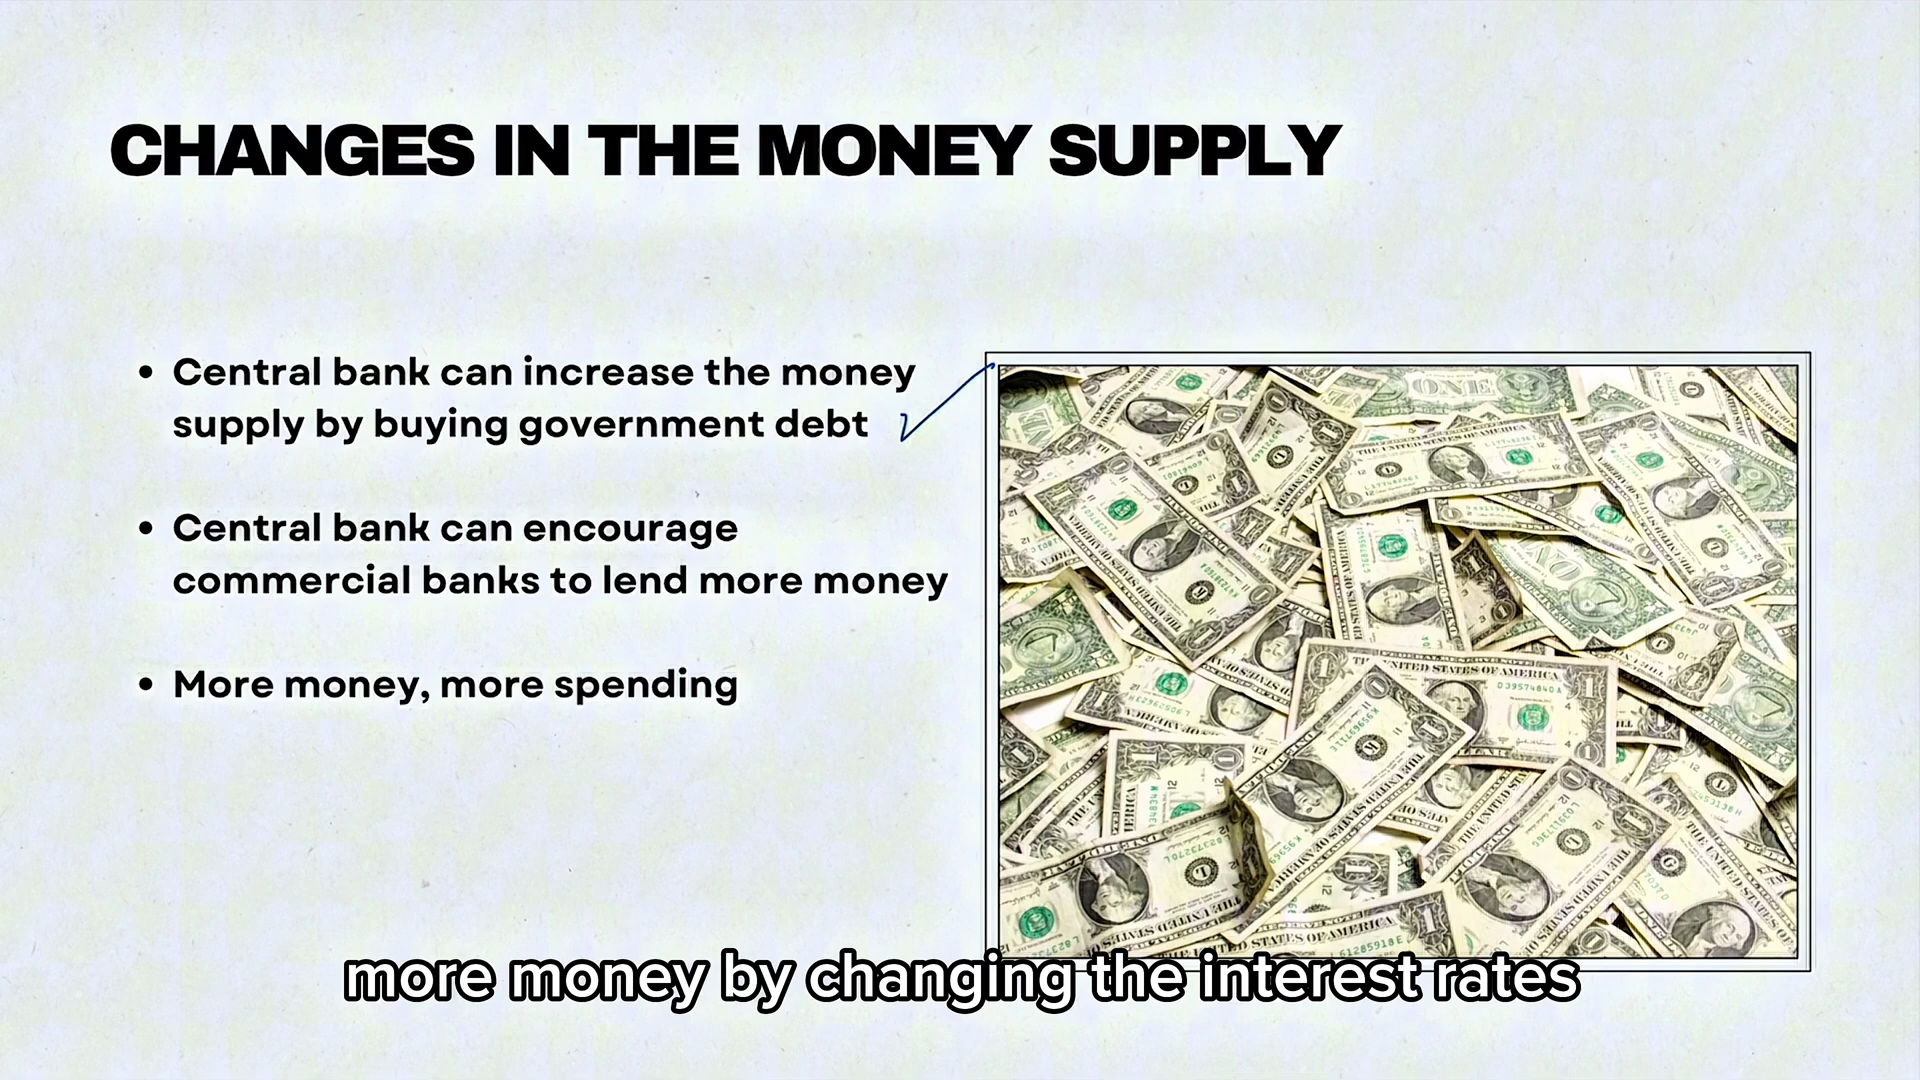 CHANGES IN THE MONEY SUPPLY
• Central bank can increase the money
supply by buying government debt
• Central bank can encourage
commercial banks to lend more money
• More money, more spending
more money by changing the interest rates